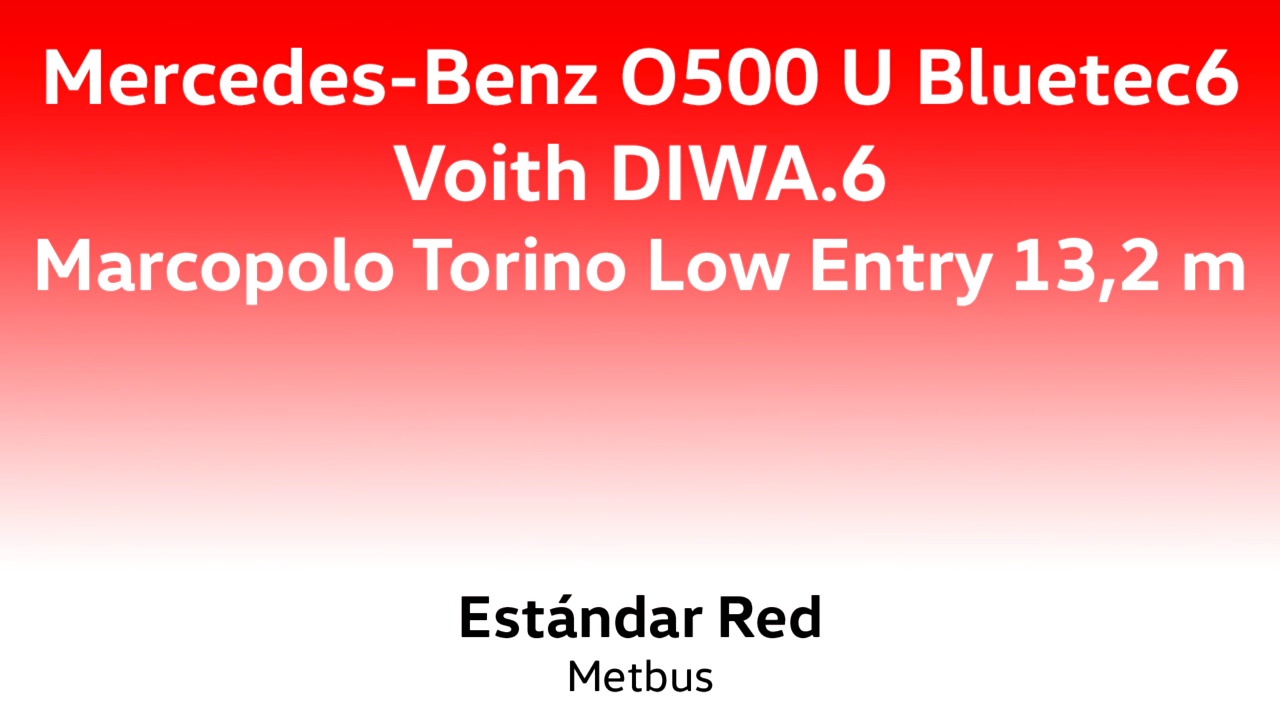 Mercedes-Benz O500 U Bluetec6
Voith DIWA.6
Marcopolo Torino Low Entry 13,2 m
Estándar Red
Metbus